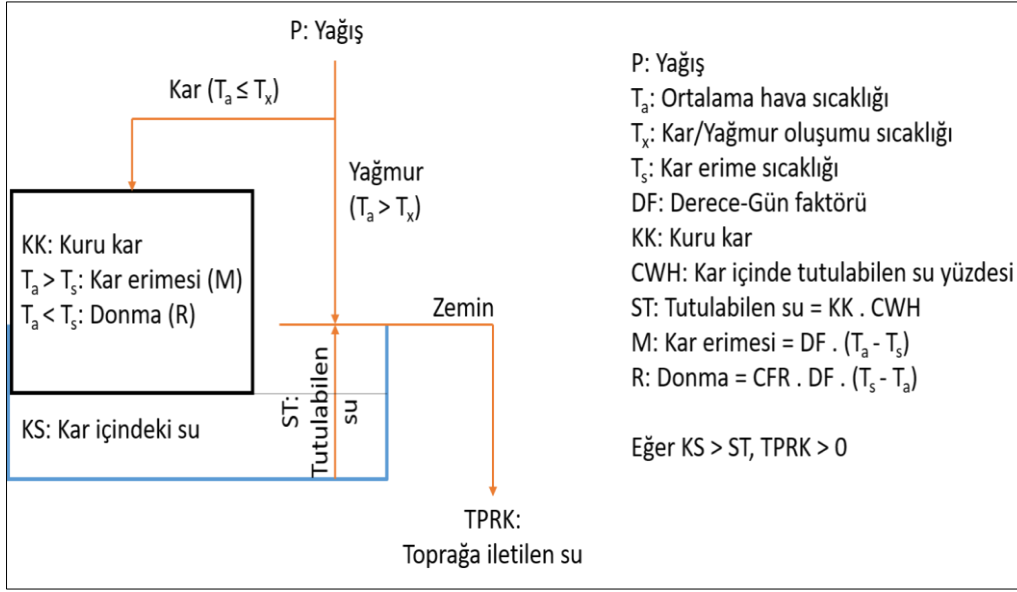 P: Yağış
Kar (Ta ≤ Tx)
Yağmur
(Ta > Tx)
KK: Kuru kar
Ta > Ts: Kar erimesi (M)
Ta < Ts: Donma (R)
Zemin
ST:
Tutulabilen
su
KS: Kar içindeki su
TPRK:
Toprağa iletilen su
P: Yağış
Ta: Ortalama hava sıcaklığı
Tx: Kar/Yağmur oluşumu sıcaklığı
Ts: Kar erime sıcaklığı
DF: Derece-Gün faktörü
KK: Kuru kar
CWH: Kar içinde tutulabilen su yüzdesi
ST: Tutulabilen su = KK . CWH
M: Kar erimesi = DF . (Ta - Ts)
R: Donma = CFR . DF . (Ts - Ta)
Eğer KS > ST, TPRK > 0